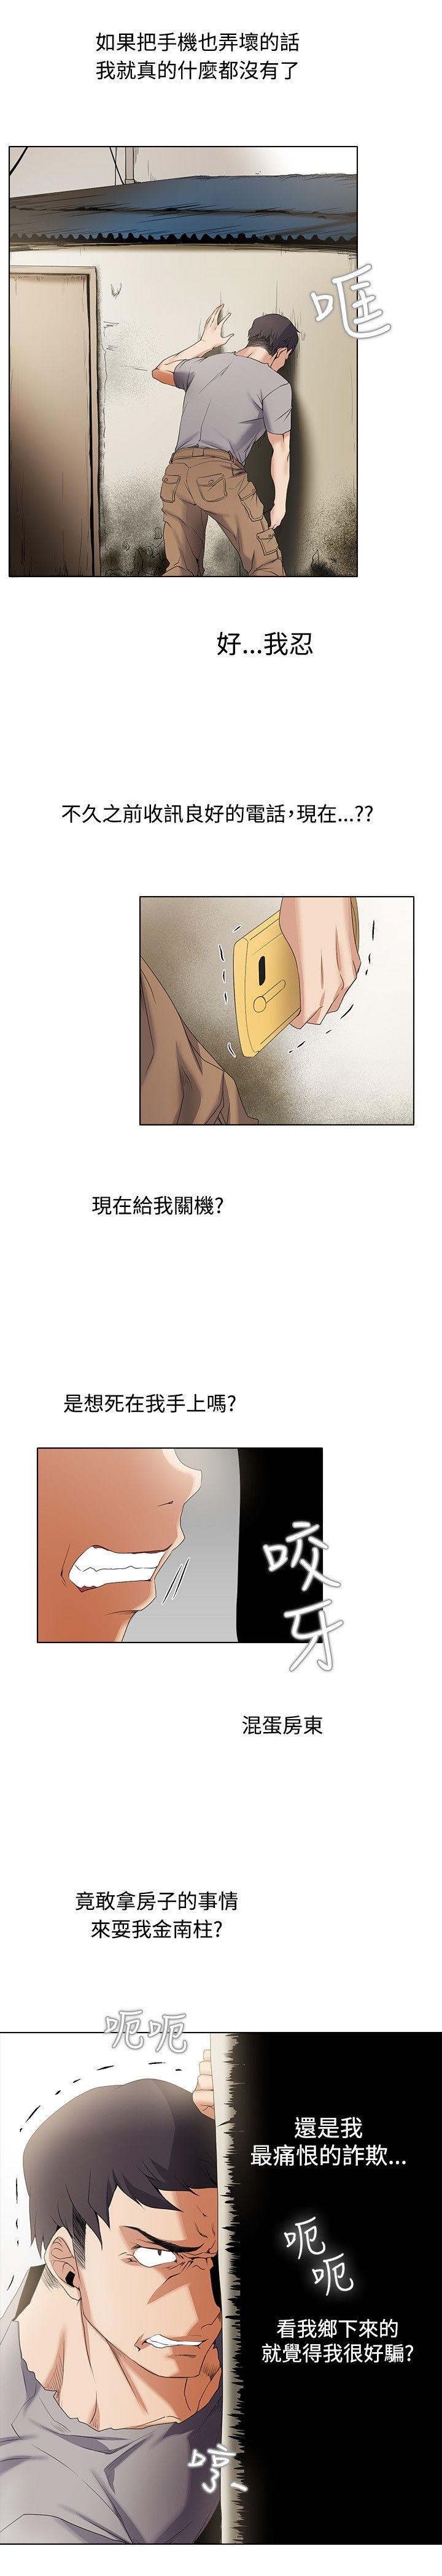 如果把手機也弄壞的話
我就真的什麼都沒有了
哐
好...我忍
不久之前收訊良好的電話,現在...??
現在給我關機?
是想死在我手上嗎?
咬
牙
混蛋房東
竟敢拿房子的事情
來耍我金南柱?
呃呃
還是我
最痛恨的詐欺...
呃
呃
看我鄉下來的
就覺得我很好騙?
哼、